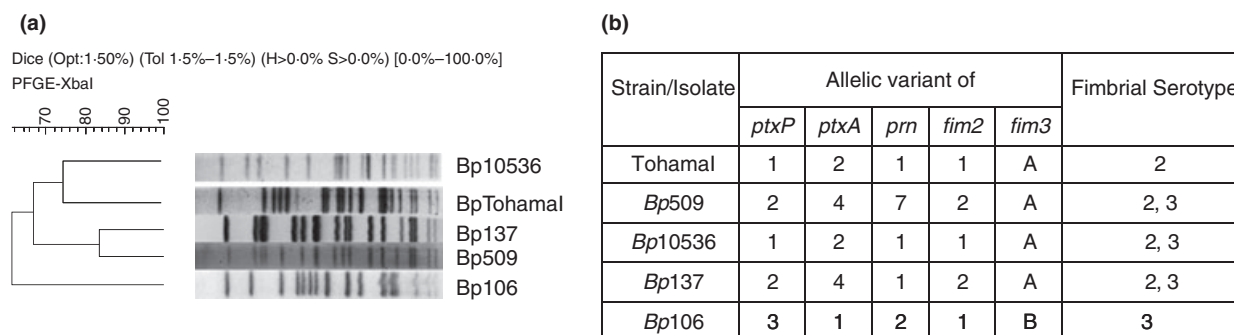 (a)
Dice (Opt:1·50%) (Tol 1·5%–1·5%) (H>0·0% S>0·0%) [0·0%–100·0%]
PFGE-XbaI
70 80 90 100
Bp10536
BpTohamaI
Bp137
Bp509
Bp106
(b)
Strain/Isolate Allelic variant of Fimbrial Serotype
ptxP ptxA prn fim2 fim3
TohamaI 1 2 1 1 A 2
Bp509 2 4 7 2 A 2, 3
Bp10536 1 2 1 1 A 2, 3
Bp137 2 4 1 2 A 2, 3
Bp106 3 1 2 1 B 3